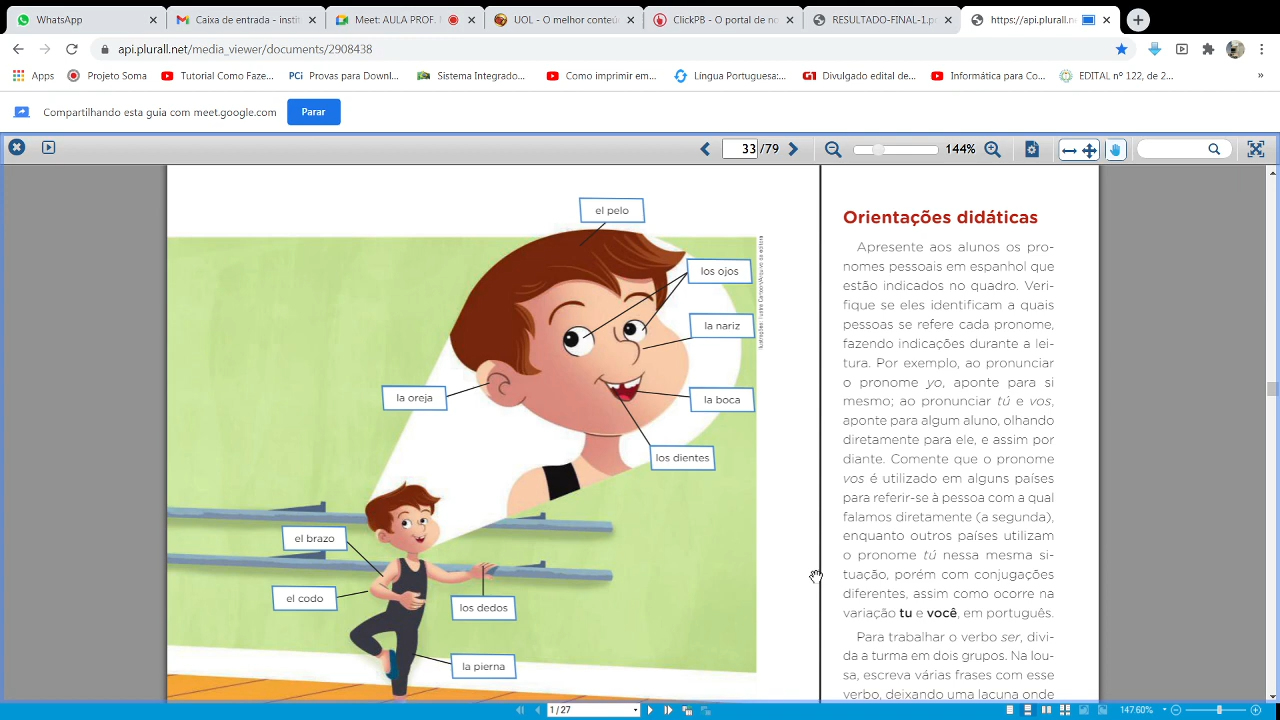 WhatsApp
Caixa de entrada - instit
Meet: AULA PROF.
UOL - O melhor conteú
ClickPB - O portal de no
RESULTADO-FINAL-1.p
https://api.plurall.n
api.plurall.net/media_viewer/documents/2908438
Apps
Projeto Soma
Tutorial Como Faze...
PCi
Provas para Downl...
Sistema Integrado...
Como imprimir em...
Língua Portuguesa...
G1
Divulgado edital de...
Informática para Co...
EDITAL nº 122, de 2...
»
Compartilhando esta guia com meet.google.com
Parar
33 /79
144%
el pelo
los ojos
la nariz
la oreja
la boca
los dientes
el brazo
el codo
los dedos
la pierna
Orientações didáticas
Apresente aos alunos os pro-
nomes pessoais em espanhol que
estão indicados no quadro. Veri-
fique se eles identificam a quais
pessoas se refere cada pronome,
fazendo indicações durante a lei-
tura. Por exemplo, ao pronunciar
o pronome yo, aponte para si
mesmo; ao pronunciar tú e vos,
aponte para algum aluno, olhando
diretamente para ele, e assim por
diante. Comente que o pronome
vos é utilizado em alguns países
para referir-se à pessoa com a qual
falamos diretamente (a segunda),
enquanto outros países utilizam
o pronome tú nessa mesma si-
tuação, porém com conjugações
diferentes, assim como ocorre na
variação tu e você, em português.
Para trabalhar o verbo ser, divi-
da a turma em dois grupos. Na lou-
sa, escreva várias frases com esse
verbo, deixando uma lacuna onde
1 / 27
147.60%